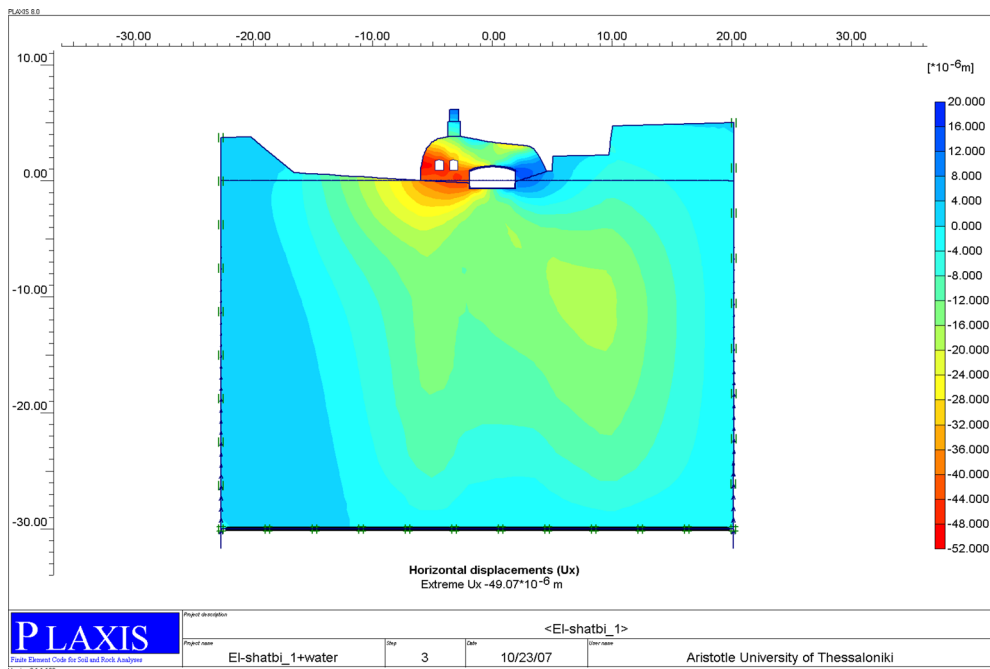 PLAXIS 8.0
-30.00 -20.00 -10.00 0.00 10.00 20.00 30.00
10.00
0.00
-10.00
-20.00
-30.00
[*10-6m]
20.000
16.000
12.000
8.000
4.000
0.000
-4.000
-8.000
-12.000
-16.000
-20.000
-24.000
-28.000
-32.000
-36.000
-40.000
-44.000
-48.000
-52.000
Horizontal displacements (Ux)
Extreme Ux -49.07*10-6 m
PLAXIS
Finite Element Code for Soil and Rock Analyses
Project description
<El-shatbi_1>
Project name
El-shatbi_1+water
Step
3
Date
10/23/07
User name
Aristotle University of Thessaloniki